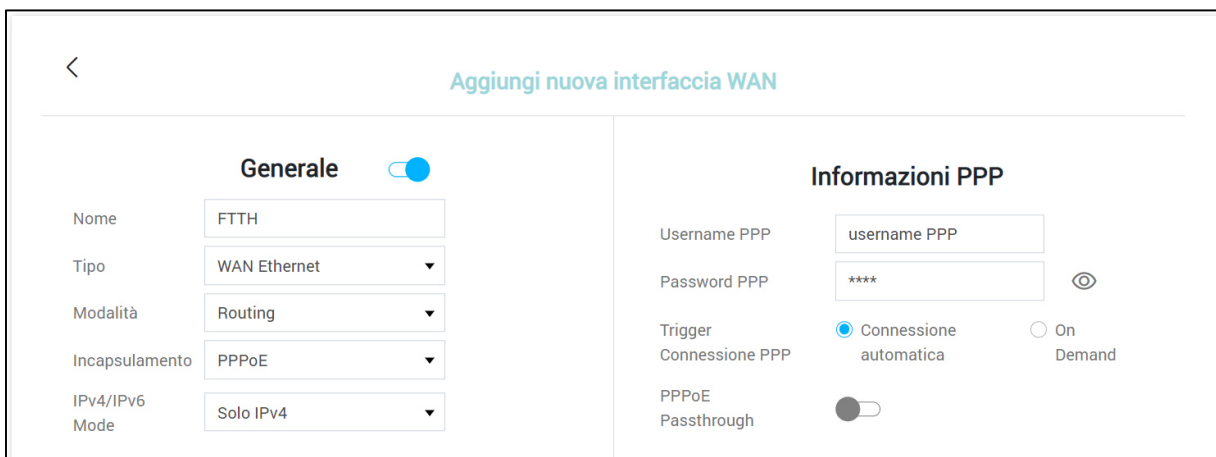 Aggiungi nuova interfaccia WAN
Generale
Nome FTTH
Tipo WAN Ethernet
Modalità Routing
Incapsulamento PPPoE
IPv4/IPv6
Mode
Solo IPv4
Informazioni PPP
Username PPP username PPP
Password PPP ****
Trigger
Connessione PPP
Connessione
automatica
On
Demand
PPPoE
Passthrough